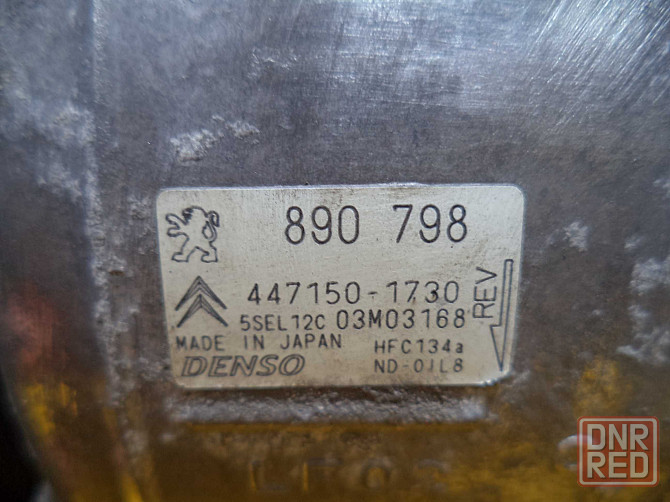 890 798
447150-1730
5SEL12C 03M03168
REV
MADE IN JAPAN HFC134a
DENSO ND-OIL8
DNR
RED